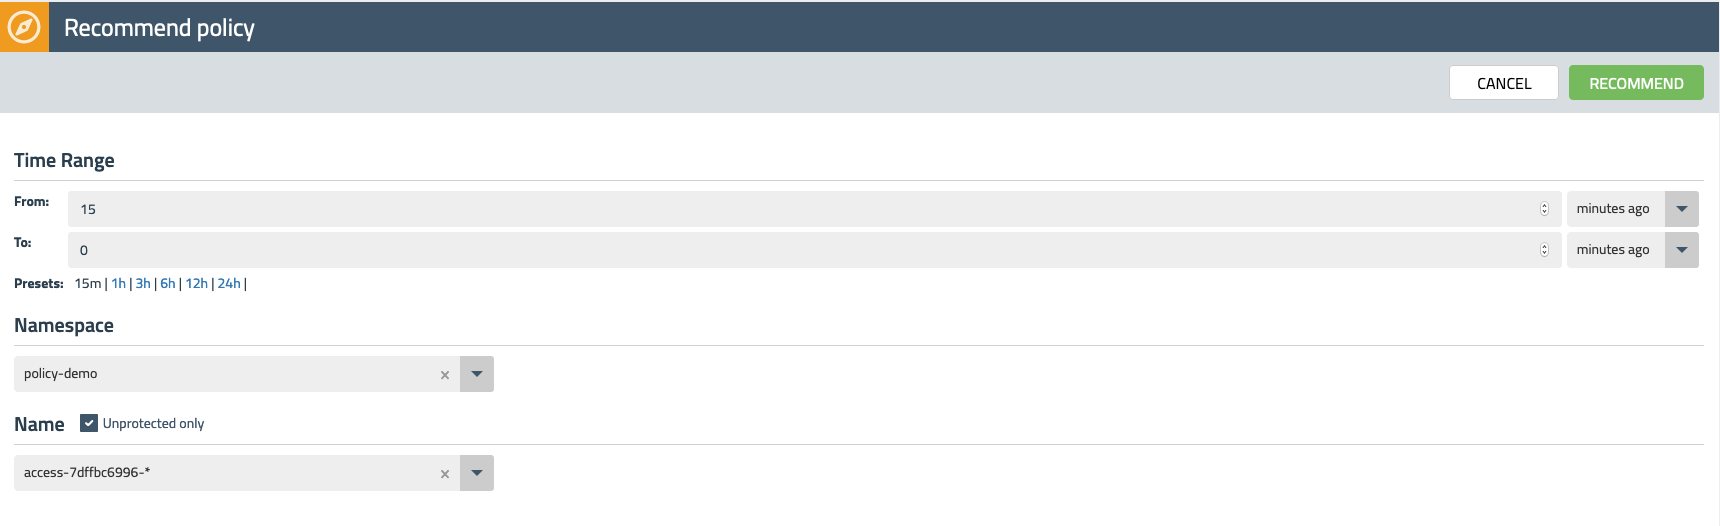 Recommend policy
CANCEL RECOMMEND
Time Range
From: 15 minutes ago
To: 0 minutes ago
Presets: 15m | 1h | 3h | 6h | 12h | 24h |
Namespace
policy-demo ×
Name Unprotected only
access-7dffbc6996-* ×